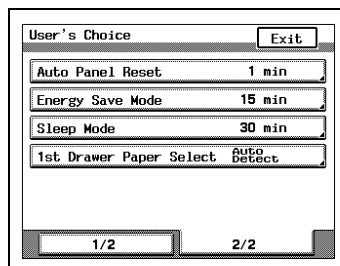 User's Choice Exit
Auto Panel Reset 1 min
Energy Save Mode 15 min
Sleep Mode 30 min
1st Drawer Paper Select Auto Detect
1/2 2/2